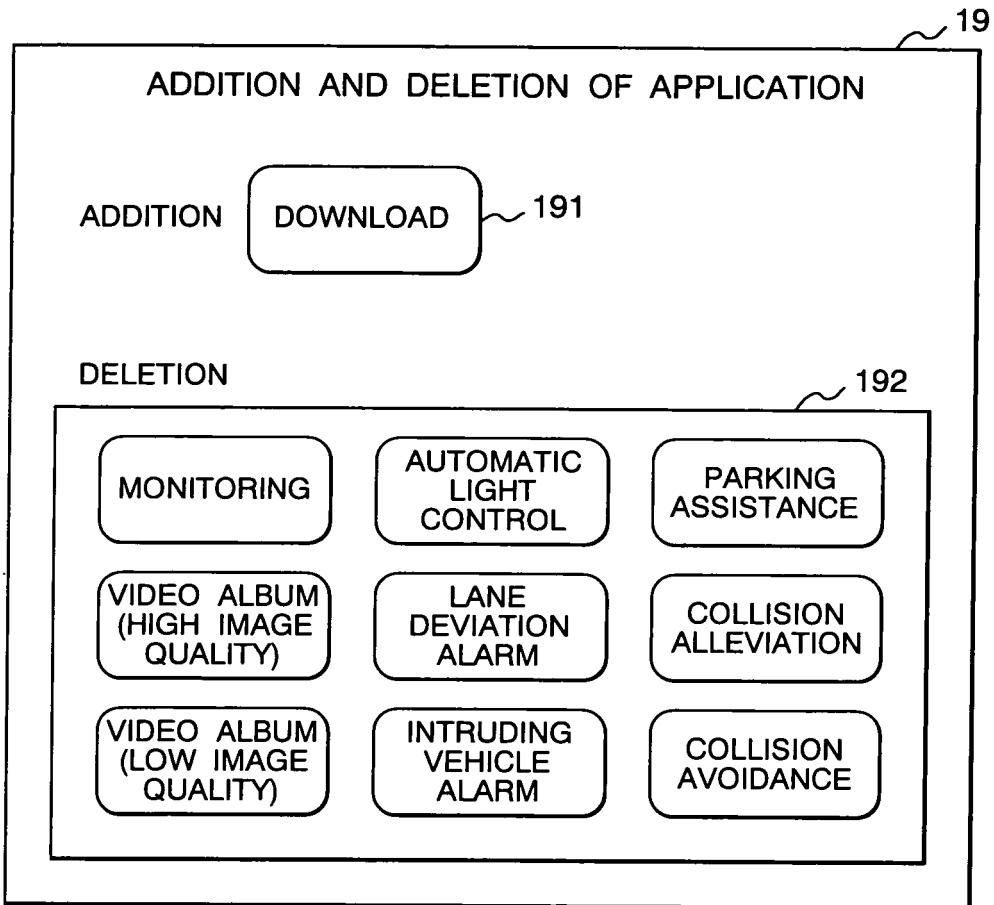 19
ADDITION AND DELETION OF APPLICATION
ADDITION
DOWNLOAD
191
DELETION
192
MONITORING
AUTOMATIC
LIGHT
CONTROL
PARKING
ASSISTANCE
VIDEO ALBUM
(HIGH IMAGE
QUALITY)
LANE
DEVIATION
ALARM
COLLISION
ALLEVIATION
VIDEO ALBUM
(LOW IMAGE
QUALITY)
INTRUDING
VEHICLE
ALARM
COLLISION
AVOIDANCE